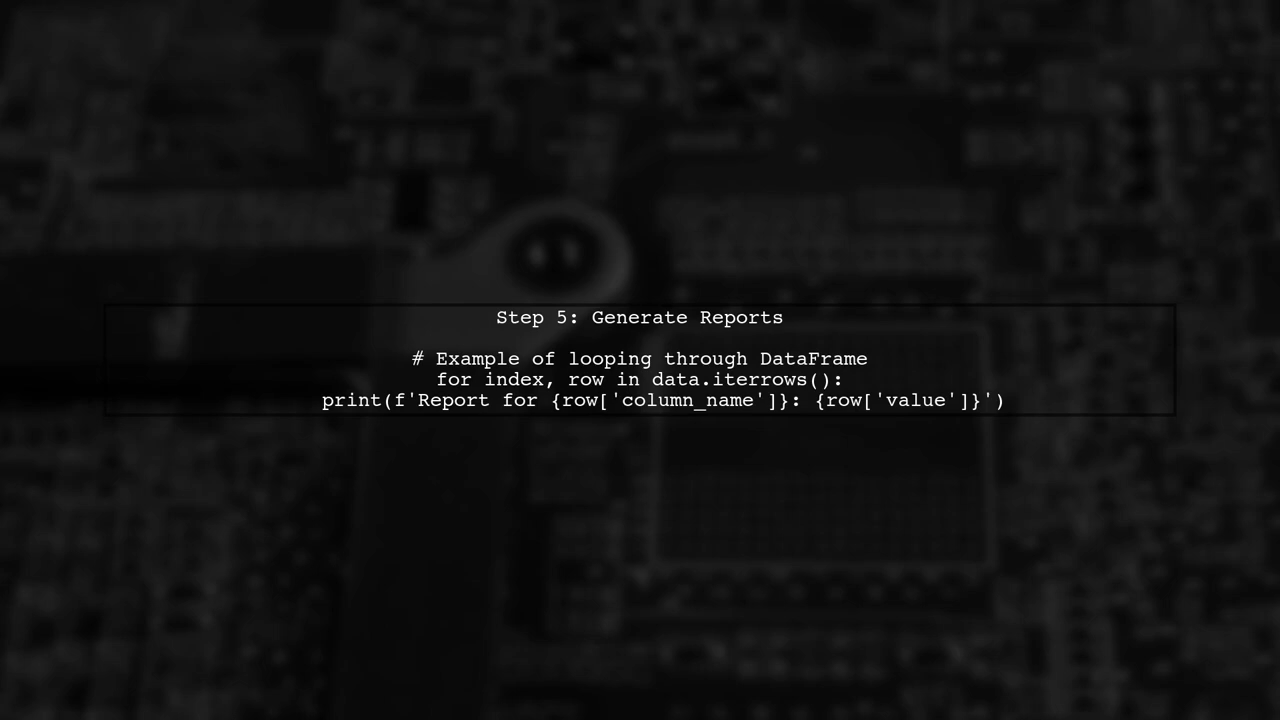 Step 5: Generate Reports
# Example of looping through DataFrame
for index, row in data.iterrows():
print(f'Report for {row['column_name']}: {row['value']}')